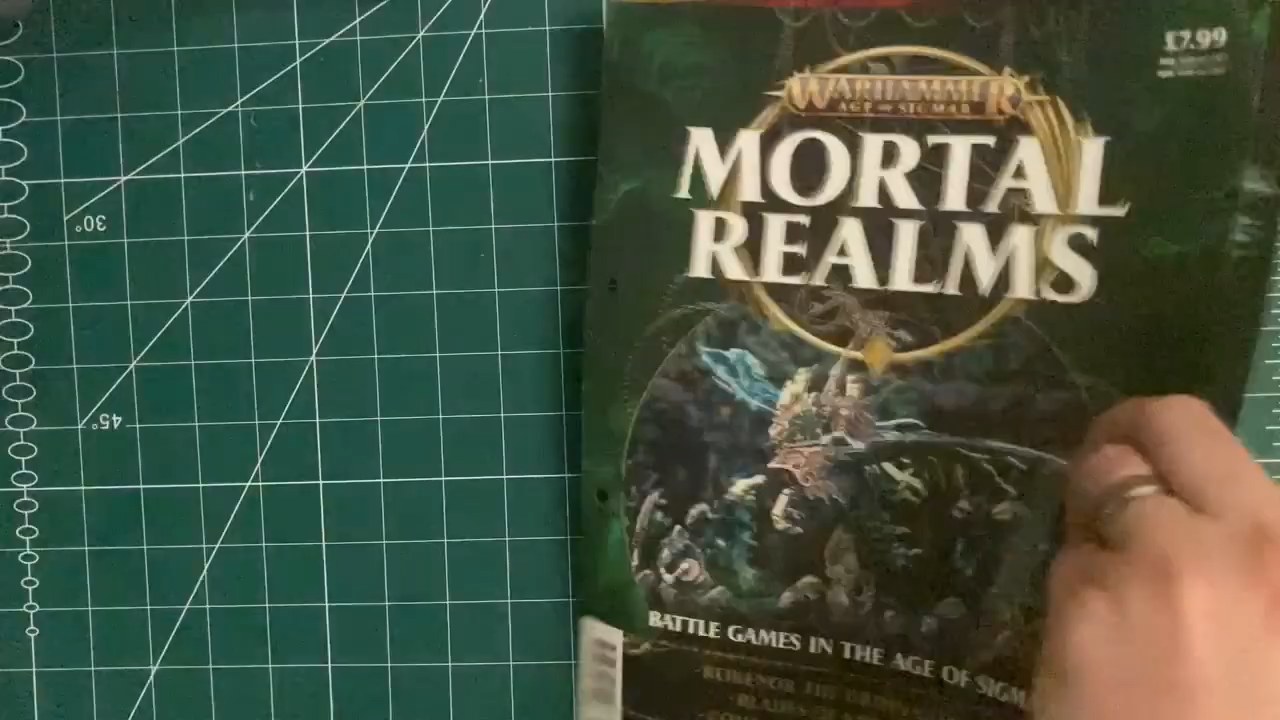 £7.99
WARHAMMER
AGE OF SIGMAR
MORTAL
REALMS
30°
45°
BATTLE GAMES IN THE AGE OF SIGM